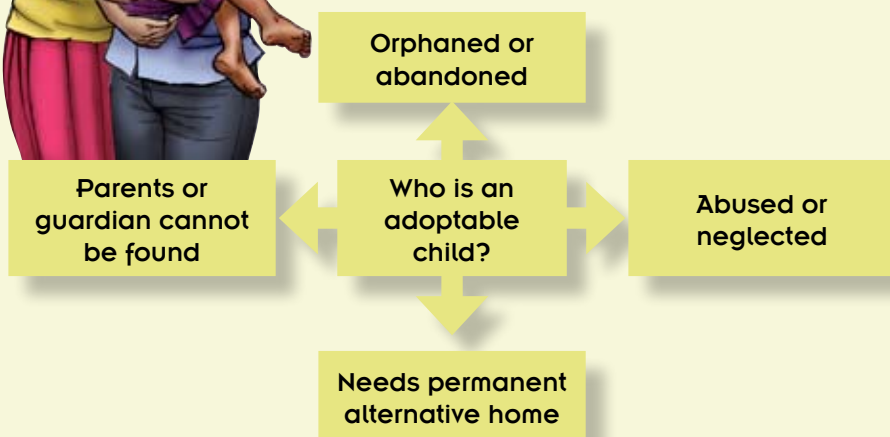 Orphaned or
abandoned
Parents or
guardian cannot
be found
Who is an
adoptable
child?
Abused or
neglected
Needs permanent
alternative home